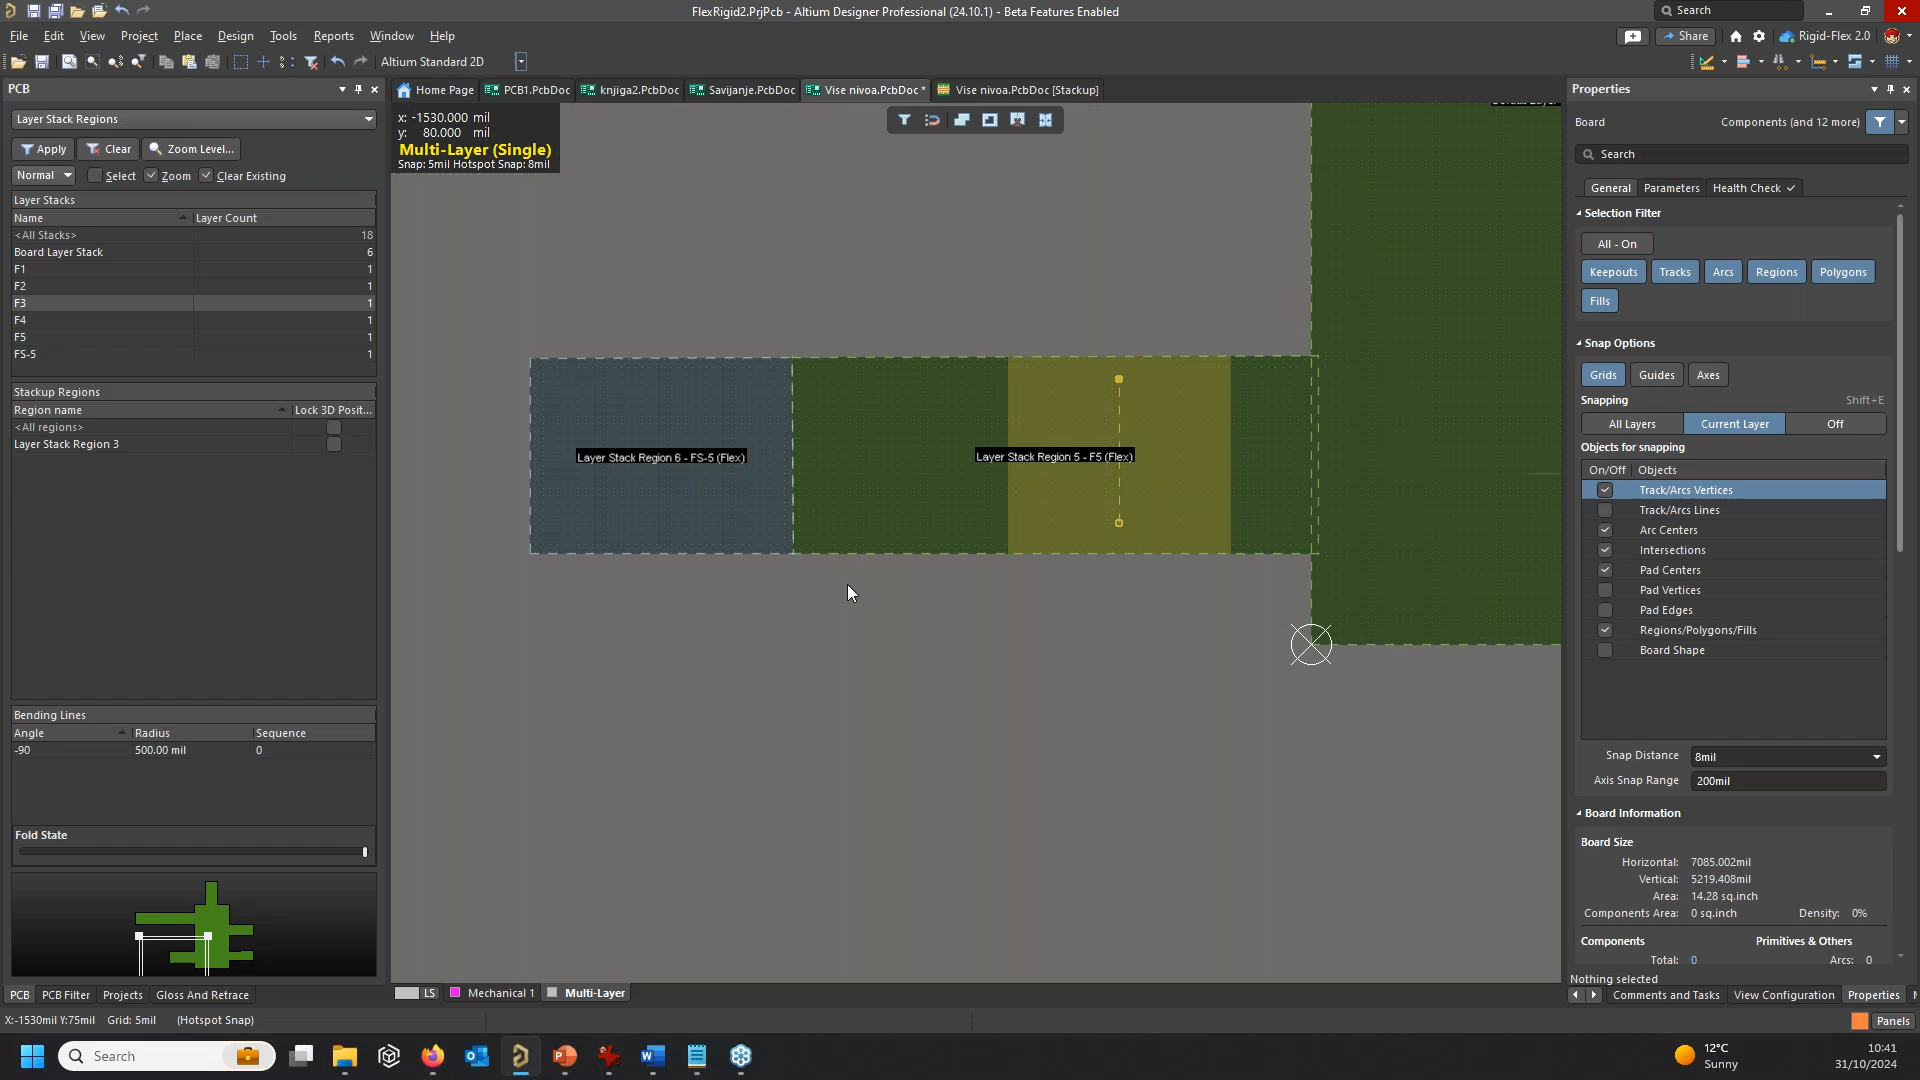 FlexRigid2.PrjPcb - Altium Designer Professional (24.10.1) - Beta Features Enabled
Search
File Edit View Project Place Design Tools Reports Window Help
Share
Rigid-Flex 2.0
Altium Standard 2D
PCB
Home Page
PCB1.PcbDoc
knjiga2.PcbDoc
Savijanje.PcbDoc
Vise nivoa.PcbDoc *
Vise nivoa.PcbDoc [Stackup]
Layer Stack Regions
Apply
Clear
Zoom Level...
Normal
Select
Zoom
Clear Existing
Layer Stacks
Name Layer Count
<All Stacks> 18
Board Layer Stack 6
F1 1
F2 1
F3 1
F4 1
F5 1
FS-5 1
Stackup Regions
Region name Lock 3D Posit...
<All regions>
Layer Stack Region 3
Bending Lines
Angle Radius Sequence
-90 500.00 mil 0
Fold State
PCB PCB Filter Projects Gloss And Retrace
X:-1530mil Y:75mil Grid: 5mil (Hotspot Snap)
x: -1530.000 mil
y: 80.000 mil
Multi-Layer (Single)
Snap: 5mil Hotspot Snap: 8mil
Layer Stack Region 6 - FS-5 (Flex)
Layer Stack Region 5 - F5 (Flex)
LS
Mechanical 1
Multi-Layer
Properties
Board Components (and 12 more)
Search
General Parameters Health Check
Selection Filter
All - On
Keepouts Tracks Arcs Regions Polygons
Fills
Snap Options
Grids Guides Axes
Snapping Shift+E
All Layers Current Layer Off
Objects for snapping
On/Off Objects
Track/Arcs Vertices
Track/Arcs Lines
Arc Centers
Intersections
Pad Centers
Pad Vertices
Pad Edges
Regions/Polygons/Fills
Board Shape
Snap Distance 8mil
Axis Snap Range 200mil
Board Information
Board Size
Horizontal: 7085.002mil
Vertical: 5219.408mil
Area: 14.28 sq.inch
Components Area: 0 sq.inch Density: 0%
Components Primitives & Others
Total: 0 Arcs: 0
Nothing selected
Comments and Tasks View Configuration Properties
Panels
Search
12°C
Sunny
10:41
31/10/2024